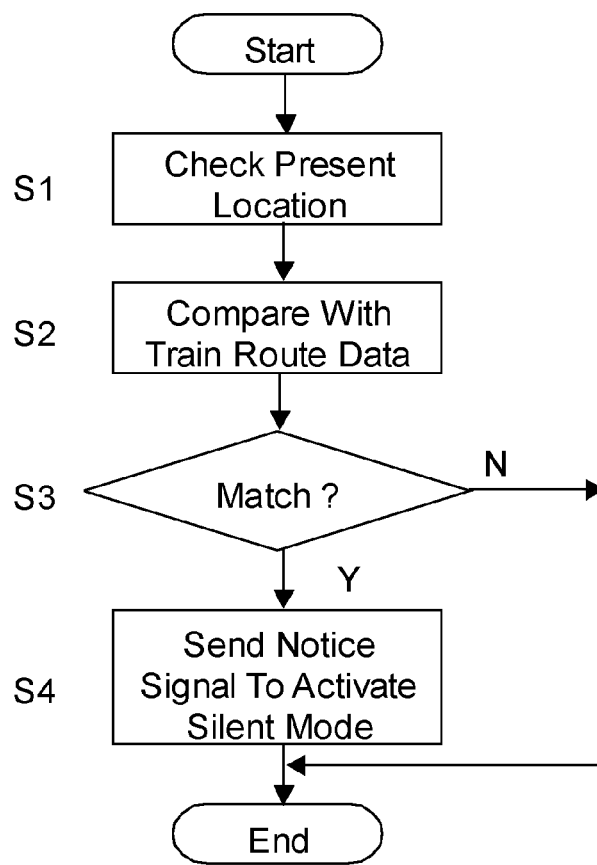 Start
S1
Check Present
Location
S2
Compare With
Train Route Data
S3
Match ?
N
Y
S4
Send Notice
Signal To Activate
Silent Mode
End